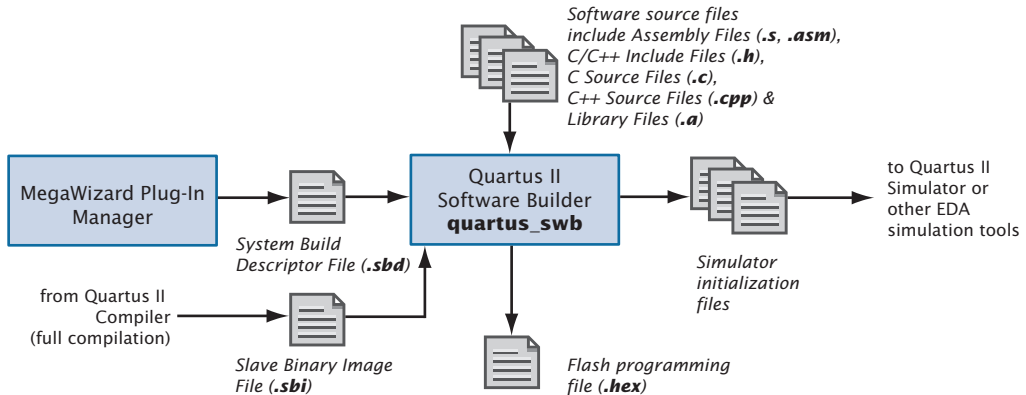 Software source files
include Assembly Files (.s, .asm),
C/C++ Include Files (.h),
C Source Files (.c),
C++ Source Files (.cpp) &
Library Files (.a)
MegaWizard Plug-In
Manager
Quartus II
Software Builder
quartus_swb
to Quartus II
Simulator or
other EDA
simulation tools
System Build
Descriptor File (.sbd)
Simulator
initialization
files
from Quartus II
Compiler
(full compilation)
Slave Binary Image
File (.sbi)
Flash programming
file (.hex)